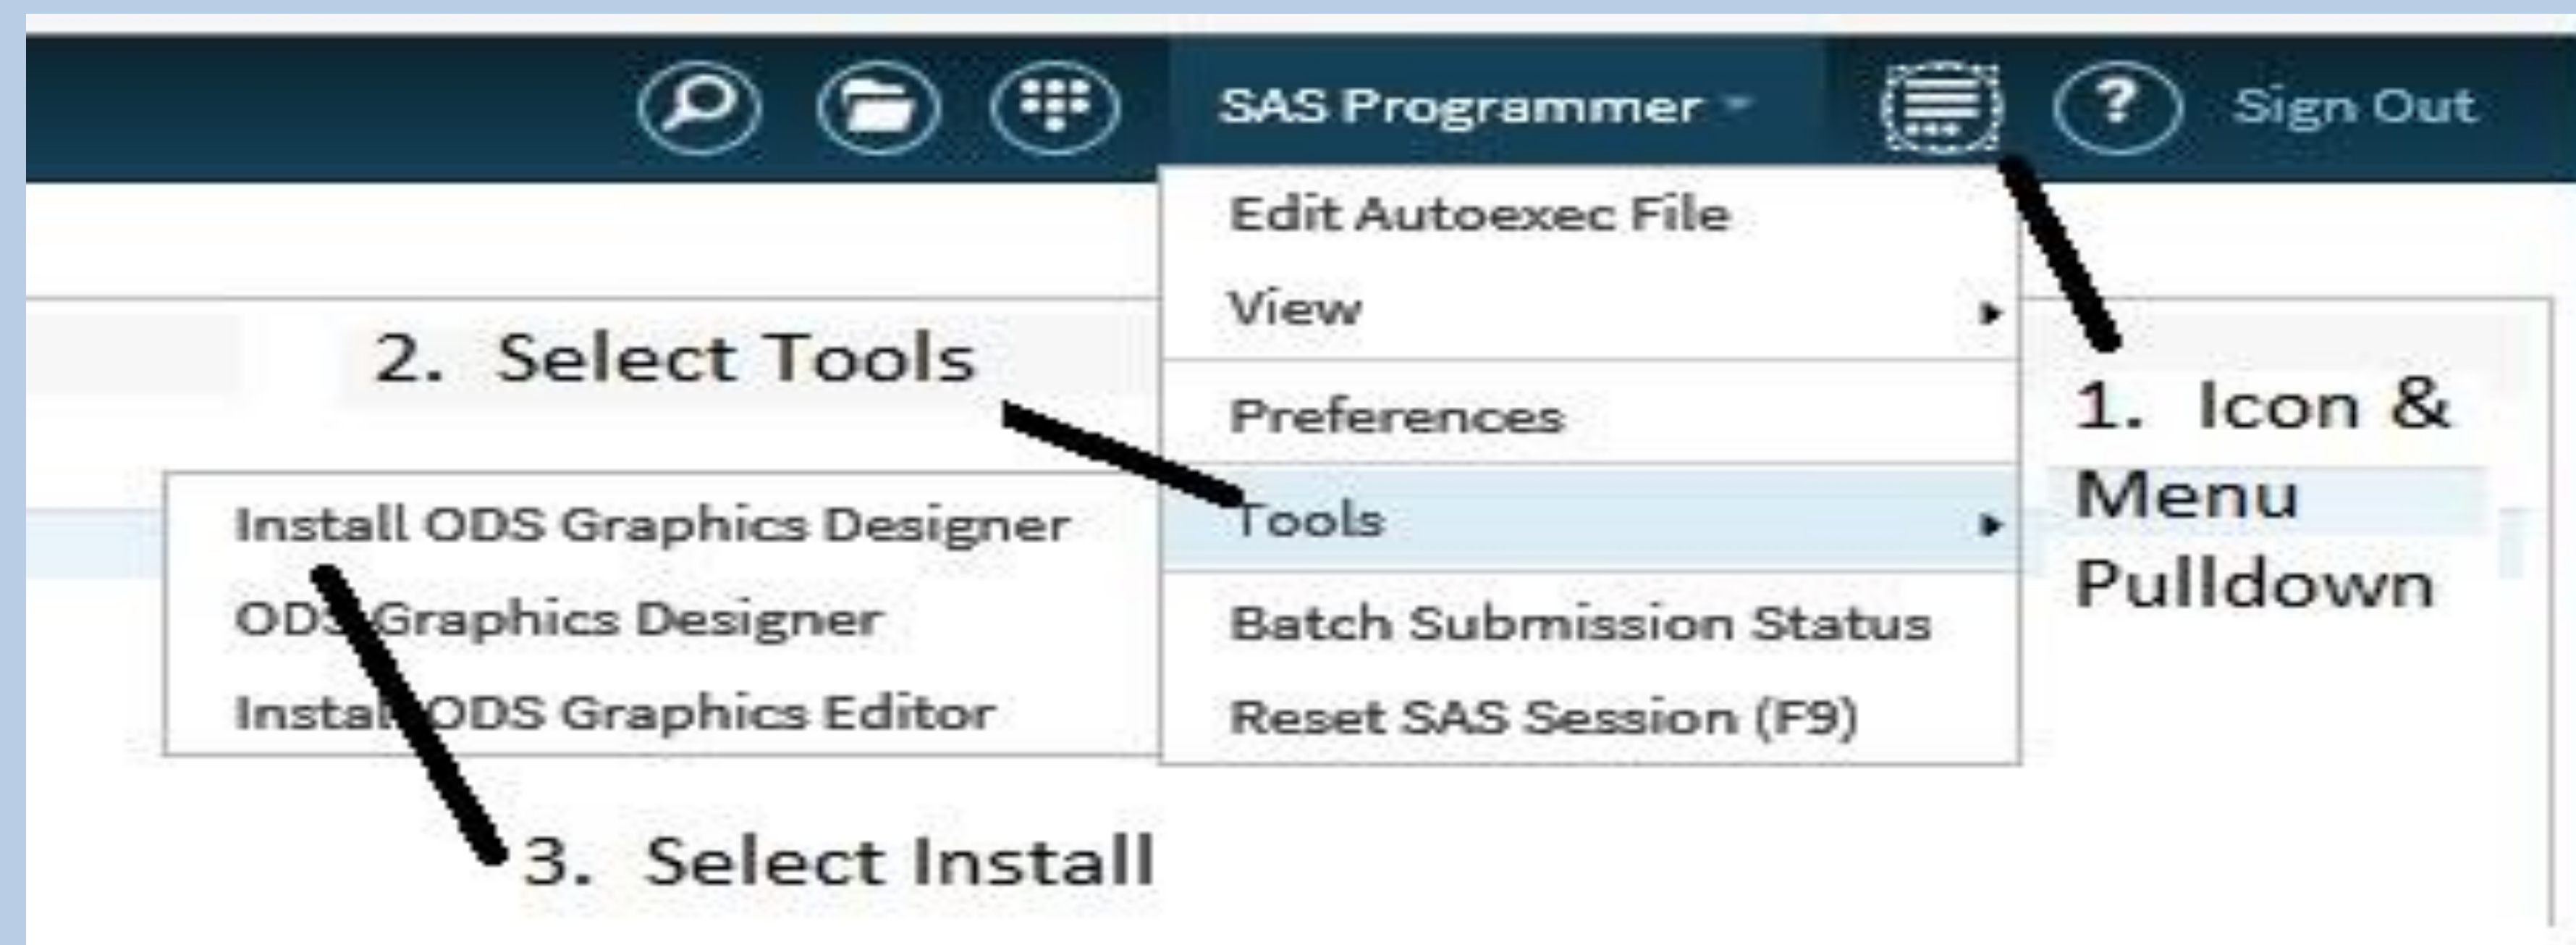 SAS Programmer
Sign Out
Edit Autoexec File
View
2. Select Tools
Preferences
1. Icon &
Menu
Pulldown
Tools
Install ODS Graphics Designer
ODS Graphics Designer
Install ODS Graphics Editor
Batch Submission Status
Reset SAS Session (F9)
3. Select Install